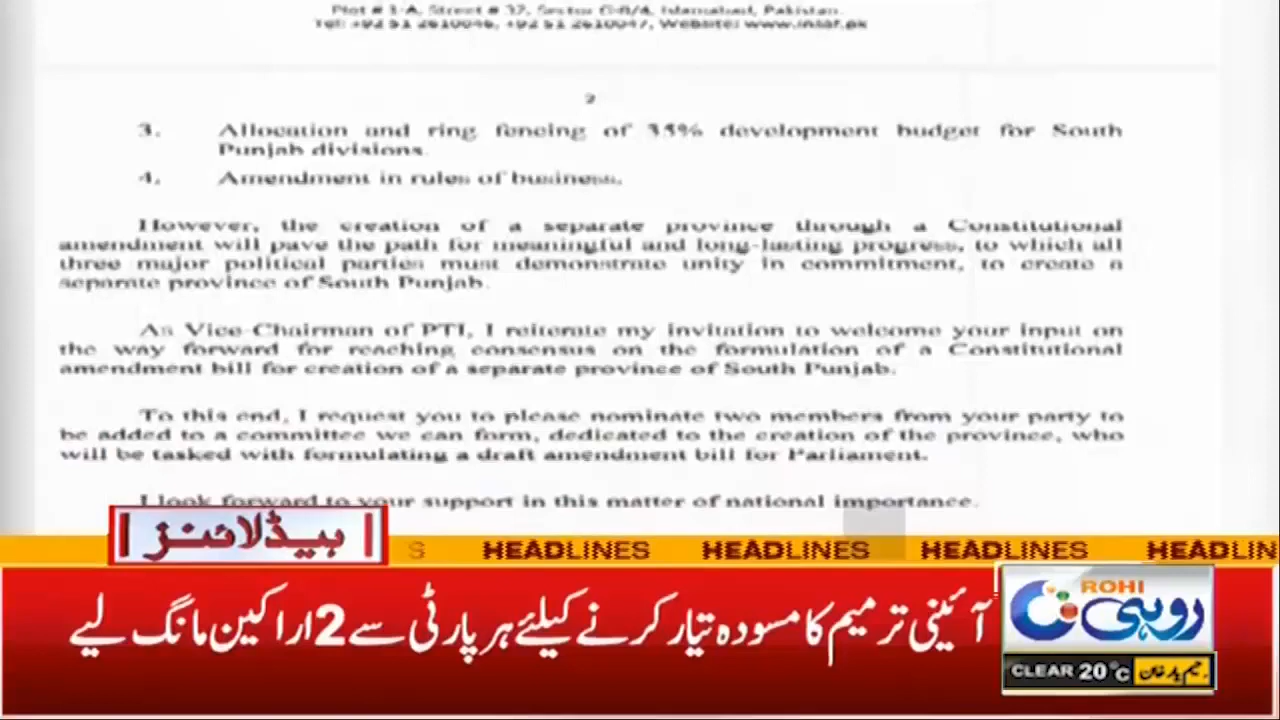 Plot # 1-A, Street # 37, Sector G-8/4, Islamabad, Pakistan.
Tel: +92 51 2610046, +92 51 2610047, Website: www.insaf.pk
2
3. Allocation and ring fencing of 35% development budget for South
Punjab divisions.
4. Amendment in rules of business.
However, the creation of a separate province through a Constitutional
amendment will pave the path for meaningful and long-lasting progress, to which all
three major political parties must demonstrate unity in commitment, to create a
separate province of South Punjab.
As Vice-Chairman of PTI, I reiterate my invitation to welcome your input on
the way forward for reaching consensus on the formulation of a Constitutional
amendment bill for creation of a separate province of South Punjab.
To this end, I request you to please nominate two members from your party to
be added to a committee we can form, dedicated to the creation of the province, who
will be tasked with formulating a draft amendment bill for Parliament.
I look forward to your support in this matter of national importance.
ہیڈلائنز
S HEADLINES HEADLINES HEADLINES HEADLIN
آئینی ترمیم کا مسودہ تیار کرنے کیلئے ہر پارٹی سے 2 اراکین مانگ لیے
ROHI
روہی
CLEAR 20°C رحیم یار خان